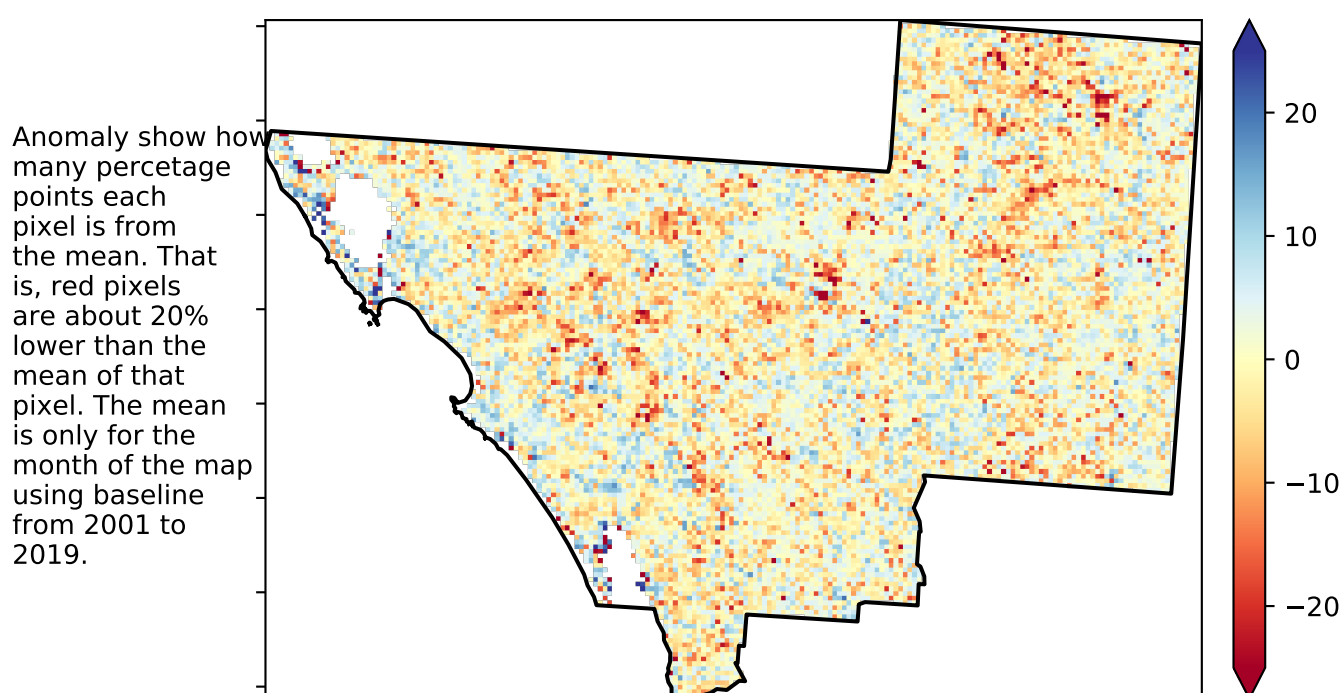 Anomaly show how
many percetage
points each
pixel is from
the mean. That
is, red pixels
are about 20%
lower than the
mean of that
pixel. The mean
is only for the
month of the map
using baseline
from 2001 to
2019.
20
10
0
−10
−20